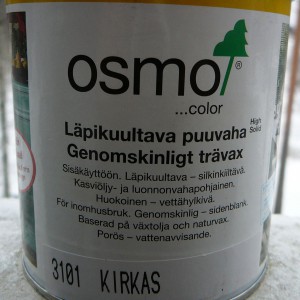 osmo
...color
High
Solid
Läpikuultava puuvaha
Genomskinligt trävax
Sisäkäyttöön. Läpikuultava – silkinkiiltävä.
Kasviöljy- ja luonnonvahapohjainen.
Huokoinen – vettähylkivä.
För inomhusbruk. Genomskinlig – sidenblank.
Baserad på växtolja och naturvax.
Porös – vattenavvisande.
3101 KIRKAS